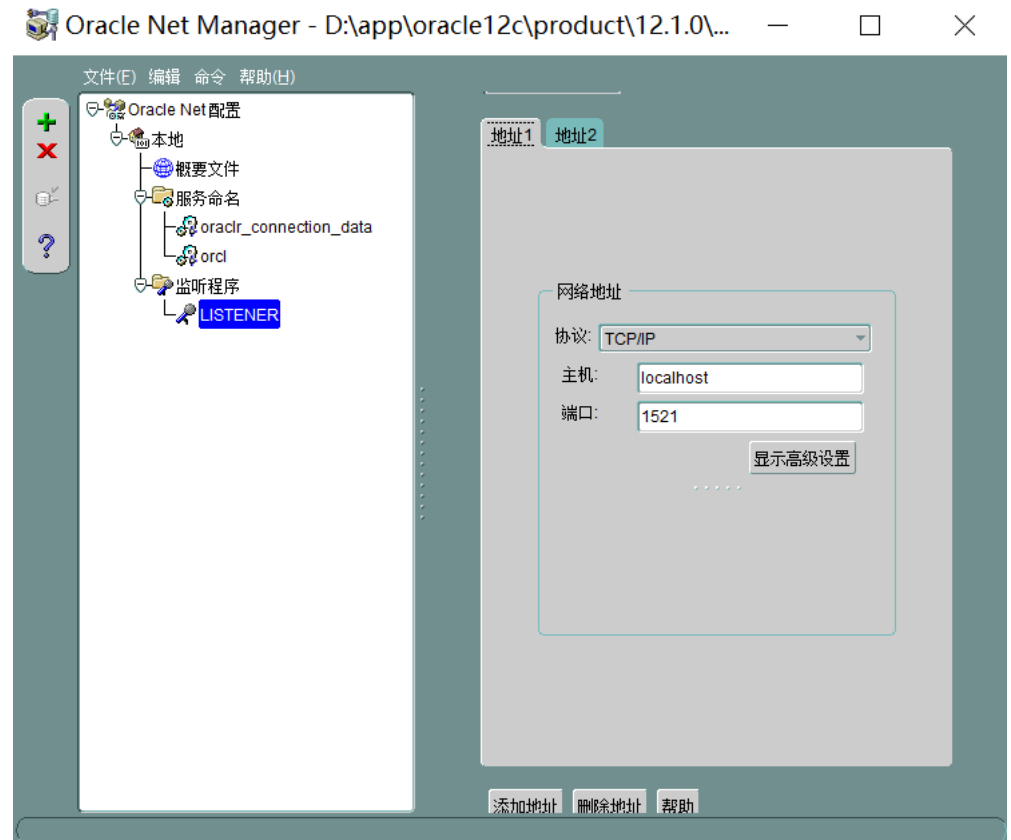 Oracle Net Manager - D:\app\oracle12c\product\12.1.0\...
文件(F) 编辑 命令 帮助(H)
Oracle Net 配置
本地
概要文件
服务命名
oraclr_connection_data
orcl
监听程序
LISTENER
地址1 地址2
网络地址
协议: TCP/IP
主机: localhost
端口: 1521
显示高级设置
添加地址 删除地址 帮助